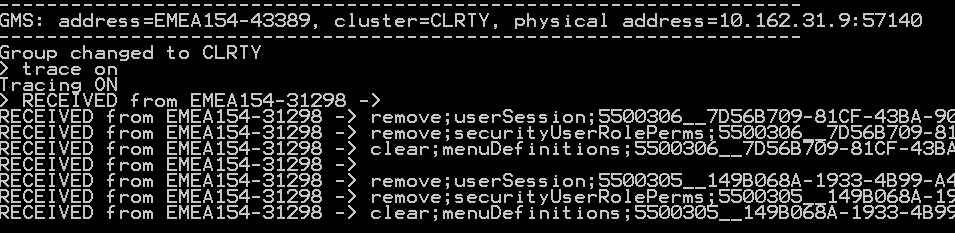 -------------------------------------------------------------------
GMS: address=EMEA154-43389, cluster=CLRTY, physical address=10.162.31.9:57140
-------------------------------------------------------------------
Group changed to CLRTY
> trace on
Tracing ON
> RECEIVED from EMEA154-31298 ->
RECEIVED from EMEA154-31298 -> remove;userSession;5500306__7D56B709-81CF-43BA-90
RECEIVED from EMEA154-31298 -> remove;securityUserRolePerms;5500306__7D56B709-81
RECEIVED from EMEA154-31298 -> clear;menuDefinitions;5500306__7D56B709-81CF-43BA
RECEIVED from EMEA154-31298 ->
RECEIVED from EMEA154-31298 -> remove;userSession;5500305__149B068A-1933-4B99-A4
RECEIVED from EMEA154-31298 -> remove;securityUserRolePerms;5500305__149B068A-19
RECEIVED from EMEA154-31298 -> clear;menuDefinitions;5500305__149B068A-1933-4B99